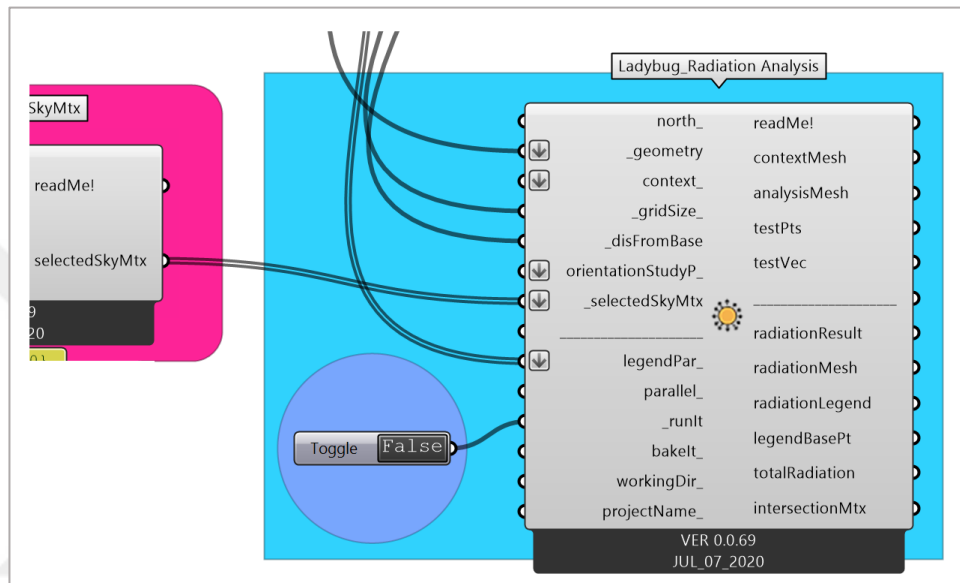 Ladybug_Radiation Analysis
SkyMtx
readMe!
selectedSkyMtx
9
20
north_
_geometry
context_
_gridSize_
_disFromBase
orientationStudyP_
_selectedSkyMtx
legendPar_
parallel_
_runIt
bakeIt_
workingDir_
projectName_
readMe!
contextMesh
analysisMesh
testPts
testVec
radiationResult
radiationMesh
radiationLegend
legendBasePt
totalRadiation
intersectionMtx
Toggle False
VER 0.0.69
JUL_07_2020